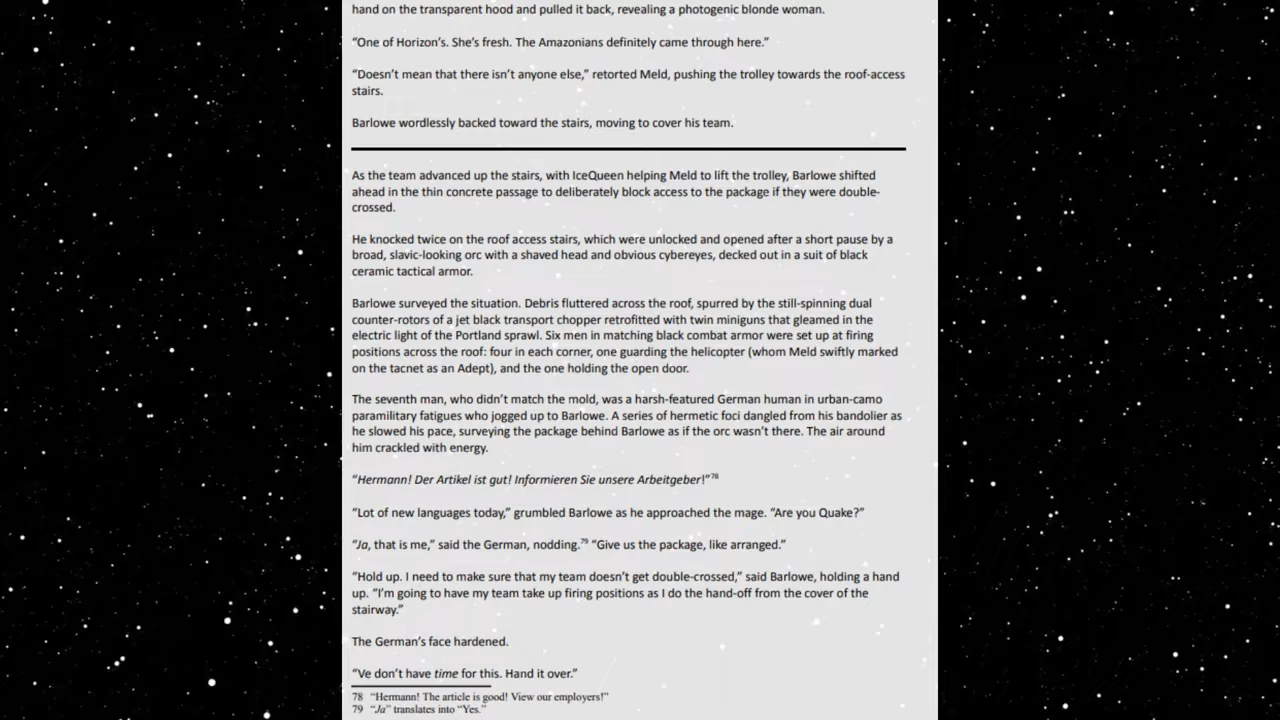 hand on the transparent hood and pulled it back, revealing a photogenic blonde woman.
“One of Horizon’s. She’s fresh. The Amazonians definitely came through here.”
“Doesn’t mean that there isn’t anyone else,” retorted Meld, pushing the trolley towards the roof-access
stairs.
Barlowe wordlessly backed toward the stairs, moving to cover his team.
As the team advanced up the stairs, with IceQueen helping Meld to lift the trolley, Barlowe shifted
ahead in the thin concrete passage to deliberately block access to the package if they were double-
crossed.
He knocked twice on the roof access stairs, which were unlocked and opened after a short pause by a
broad, slavic-looking orc with a shaved head and obvious cybereyes, decked out in a suit of black
ceramic tactical armor.
Barlowe surveyed the situation. Debris fluttered across the roof, spurred by the still-spinning dual
counter-rotors of a jet black transport chopper retrofitted with twin miniguns that gleamed in the
electric light of the Portland sprawl. Six men in matching black combat armor were set up at firing
positions across the roof: four in each corner, one guarding the helicopter (whom Meld swiftly marked
on the tacnet as an Adept), and the one holding the open door.
The seventh man, who didn’t match the mold, was a harsh-featured German human in urban-camo
paramilitary fatigues who jogged up to Barlowe. A series of hermetic foci dangled from his bandolier as
he slowed his pace, surveying the package behind Barlowe as if the orc wasn’t there. The air around
him crackled with energy.
“Hermann! Der Artikel ist gut! Informieren Sie unsere Arbeitgeber!”78
“Lot of new languages today,” grumbled Barlowe as he approached the mage. “Are you Quake?”
“Ja, that is me,” said the German, nodding.79 “Give us the package, like arranged.”
“Hold up. I need to make sure that my team doesn’t get double-crossed,” said Barlowe, holding a hand
up. “I’m going to have my team take up firing positions as I do the hand-off from the cover of the
stairway.”
The German’s face hardened.
“Ve don’t have time for this. Hand it over.”
78 “Hermann! The article is good! View our employers!”
79 “Ja” translates into “Yes.”